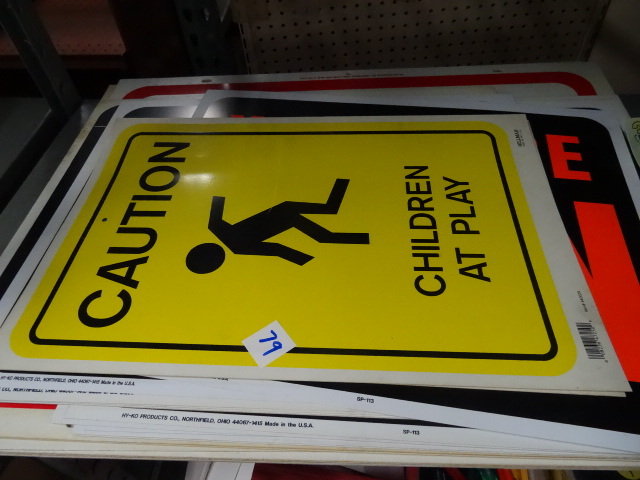 CAUTION
CHILDREN
AT PLAY
79
E
HY-KO PRODUCTS CO., NORTHFIELD, OHIO 44067-1415 Made in the U.S.A.
SP-113
HY-KO PRODUCTS CO., NORTHFIELD, OHIO 44067-1415 Made in the U.S.A.
SP-113